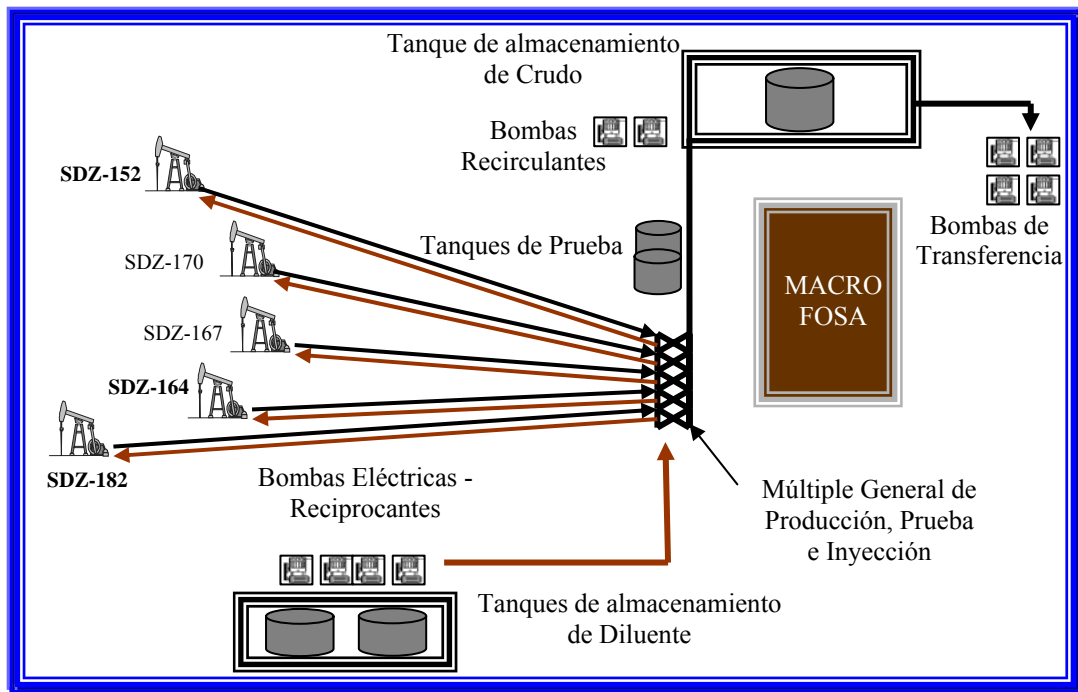 Tanque de almacenamiento
de Crudo
Bombas
Recirculantes
SDZ-152
Tanques de Prueba
Bombas de
Transferencia
SDZ-170
MACRO
FOSA
SDZ-167
SDZ-164
SDZ-182
Bombas Eléctricas -
Reciprocantes
Múltiple General de
Producción, Prueba
e Inyección
Tanques de almacenamiento
de Diluente